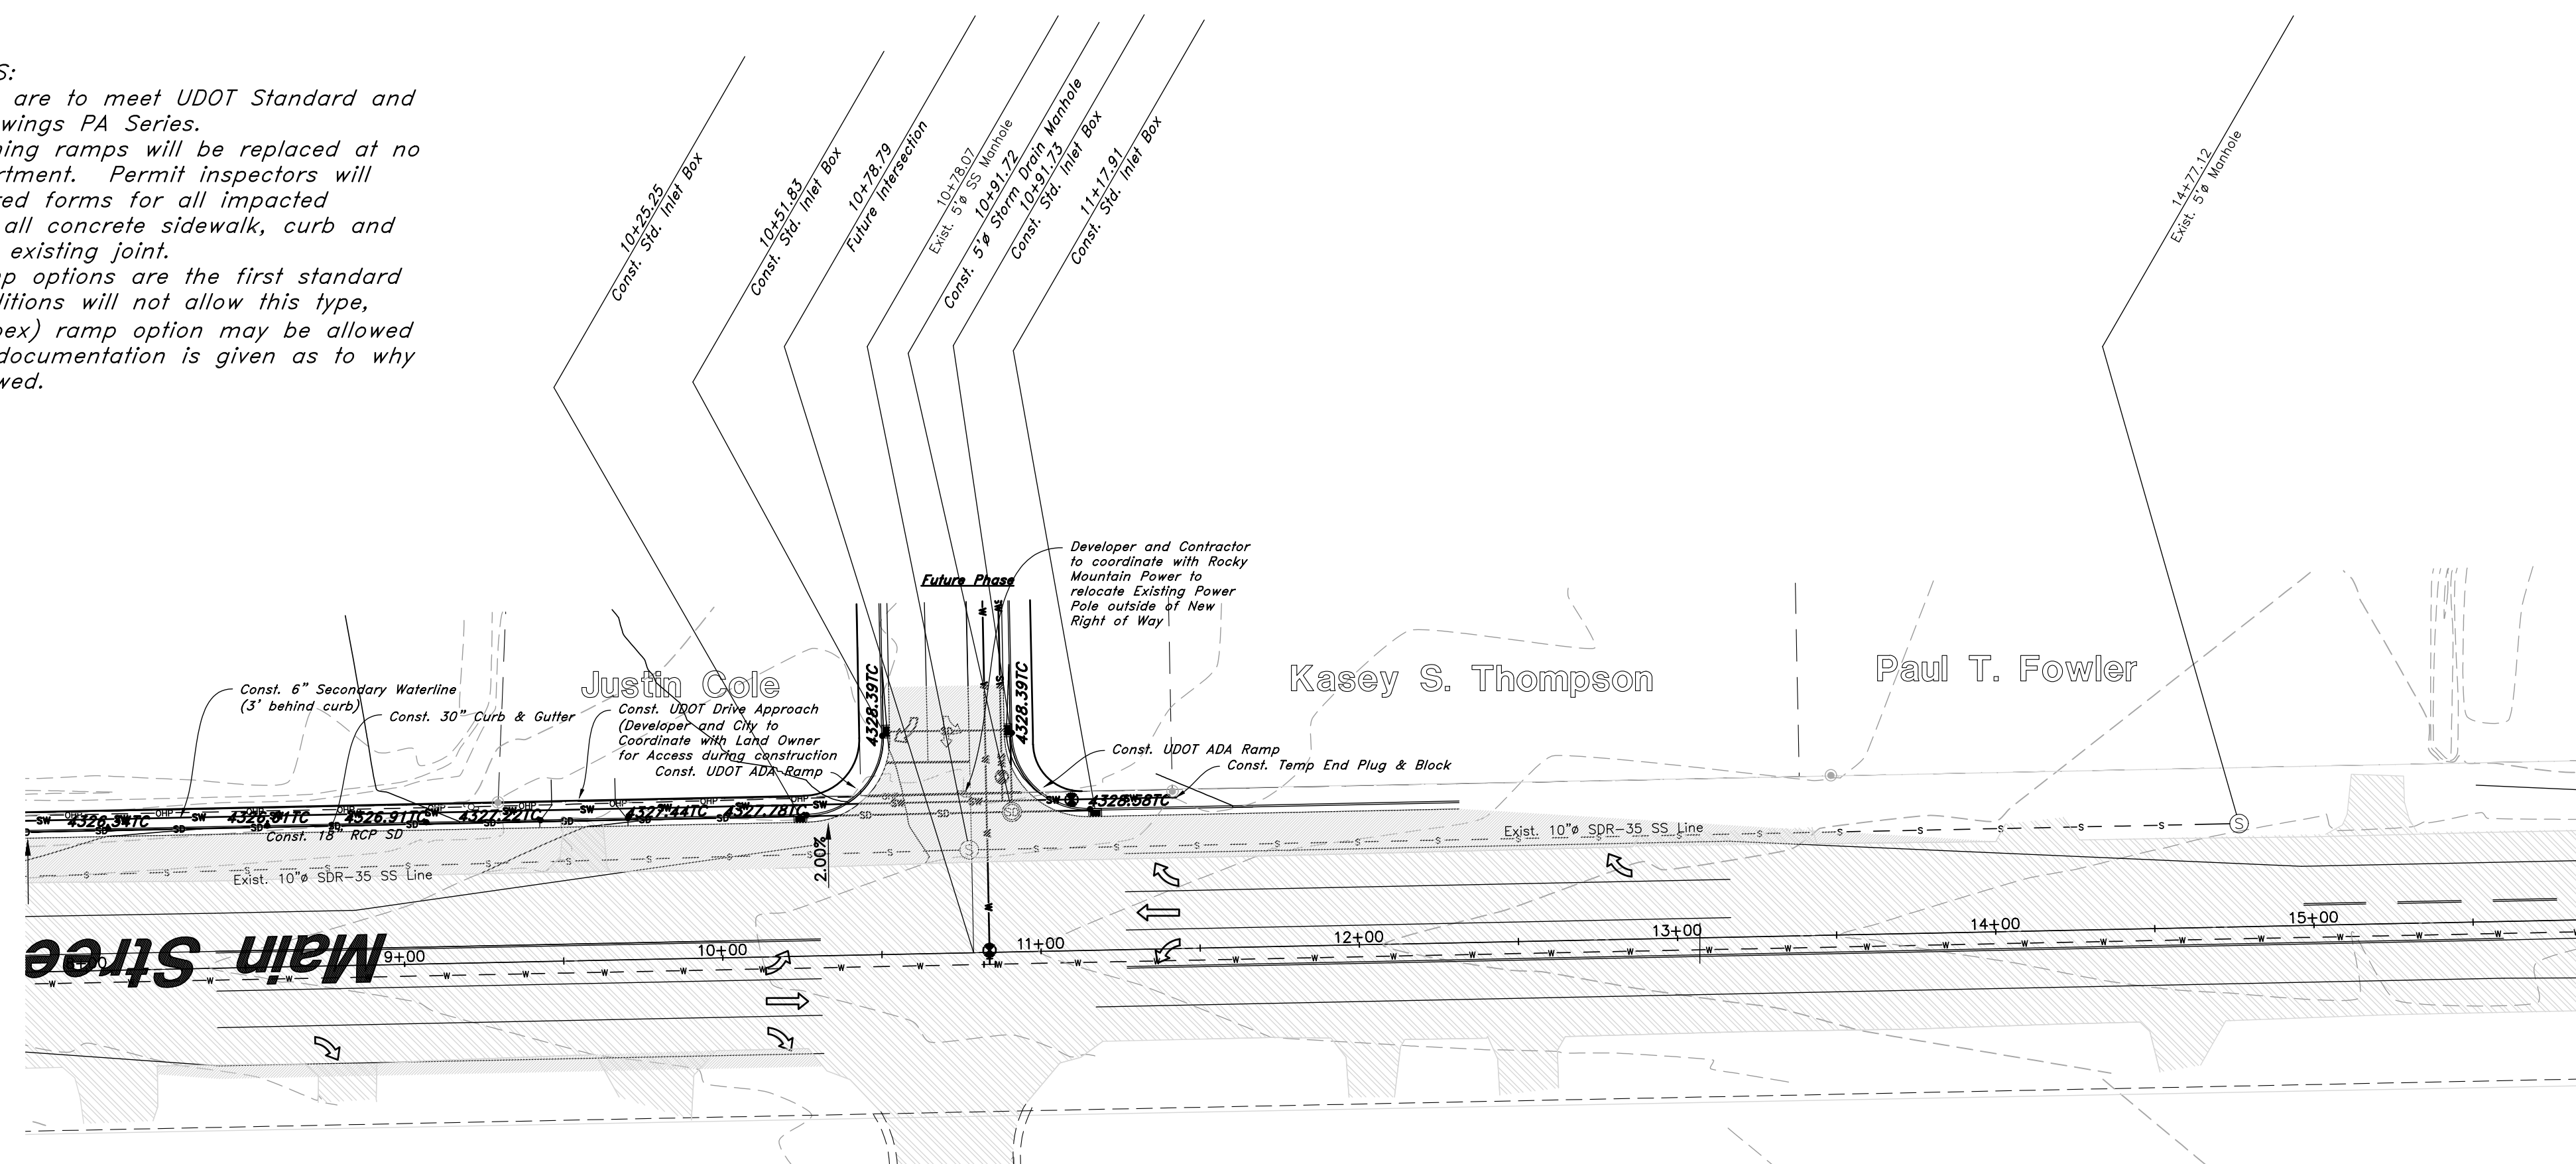 S:
are to meet UDOT Standard and
wings PA Series.
ning ramps will be replaced at no
rtment. Permit inspectors will
red forms for all impacted
all concrete sidewalk, curb and
existing joint.
mp options are the first standard
ditions will not allow this type,
pex) ramp option may be allowed
documentation is given as to why
wed.
10+25.25
Const. Std. Inlet Box
10+51.83
Const. Std. Inlet Box
10+78.79
Future Intersection
10+78.07
Exist. 5'ø SS Manhole
10+91.72
Const. 5'ø Storm Drain Manhole
10+91.73
Const. Std. Inlet Box
11+17.91
Const. Std. Inlet Box
14+77.12
Exist. 5'ø Manhole
Developer and Contractor
to coordinate with Rocky
Mountain Power to
relocate Existing Power
Pole outside of New
Right of Way
Future Phase
Justin Cole
Kasey S. Thompson
Paul T. Fowler
Const. 6" Secondary Waterline
(3' behind curb)
Const. 30" Curb & Gutter
Const. UDOT Drive Approach
(Developer and City to
Coordinate with Land Owner
for Access during construction
Const. UDOT ADA Ramp
4328.39TC
4328.39TC
Const. UDOT ADA Ramp
Const. Temp End Plug & Block
4326.34TC
4326.91TC
4327.22TC
4327.44TC
4327.78TC
4328.58TC
Const. 18" RCP SD
2.00%
Exist. 10"ø SDR-35 SS Line
Exist. 10"ø SDR-35 SS Line
Main Stree
9+00
10+00
11+00
12+00
13+00
14+00
15+00